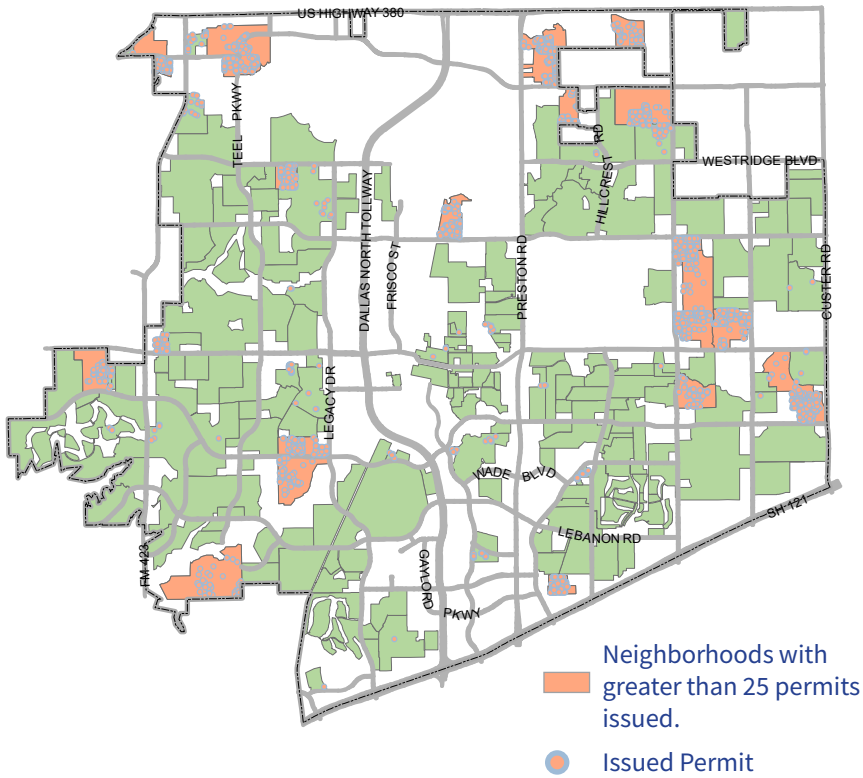 US HIGHWAY 380
TEEL PKWY
HILLCREST RD
WESTRIDGE BLVD
DALLAS NORTH TOLLWAY
FRISCO ST
PRESTON RD
CUSTER RD
LEGACY DR
WADE BLVD
SH 121
LEBANON RD
FM 423
GAYLORD PKWY
Neighborhoods with
greater than 25 permits
issued.
Issued Permit